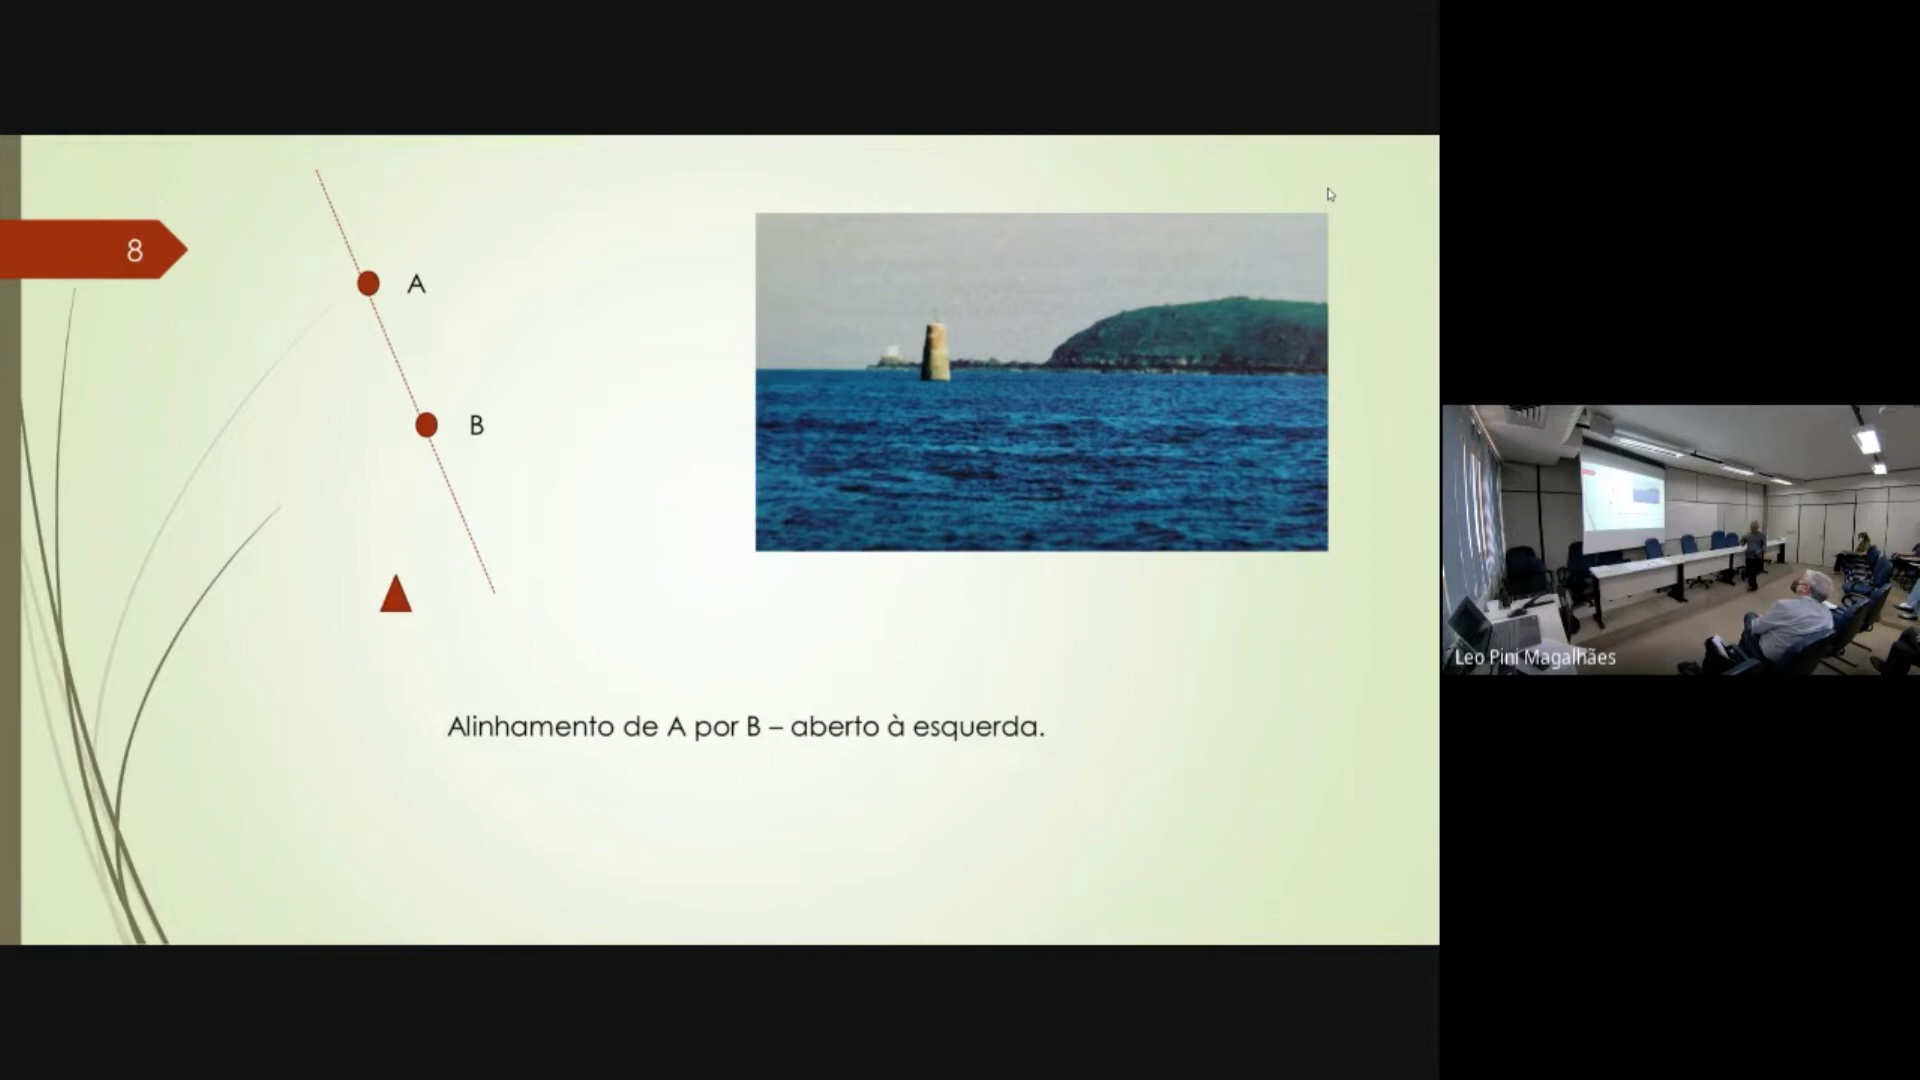 8
A
B
Alinhamento de A por B – aberto à esquerda.
Leo Pini Magalhães